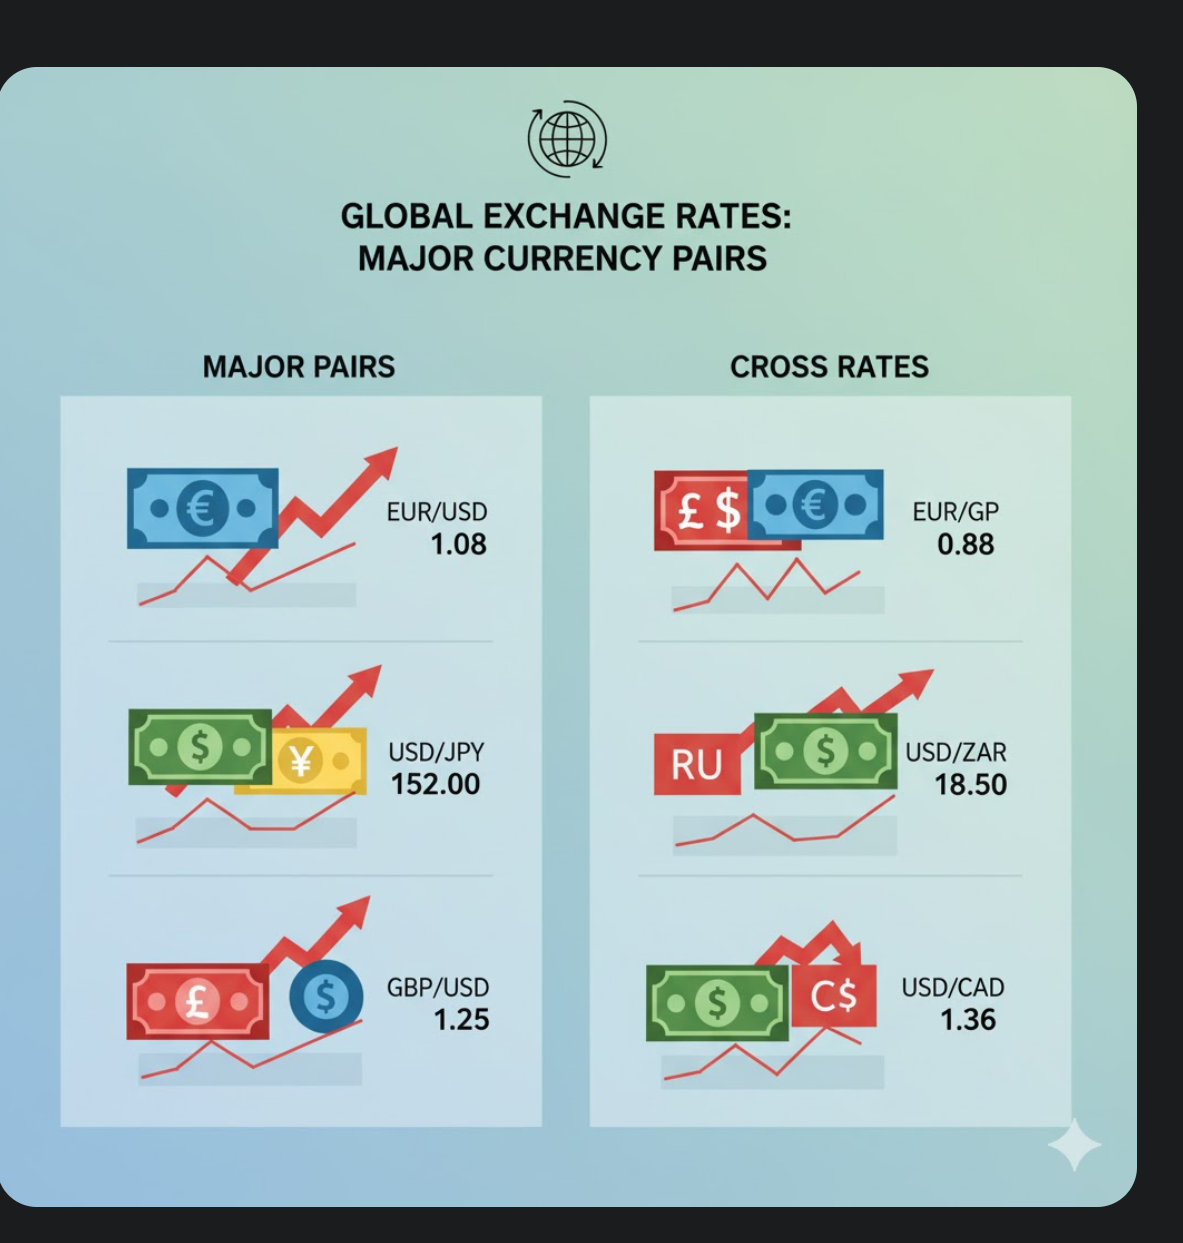 GLOBAL EXCHANGE RATES:
MAJOR CURRENCY PAIRS
MAJOR PAIRS
€
EUR/USD
1.08
$
¥
USD/JPY
152.00
£
$
GBP/USD
1.25
CROSS RATES
£ $
€
EUR/GP
0.88
RU
$
USD/ZAR
18.50
$
C$
USD/CAD
1.36